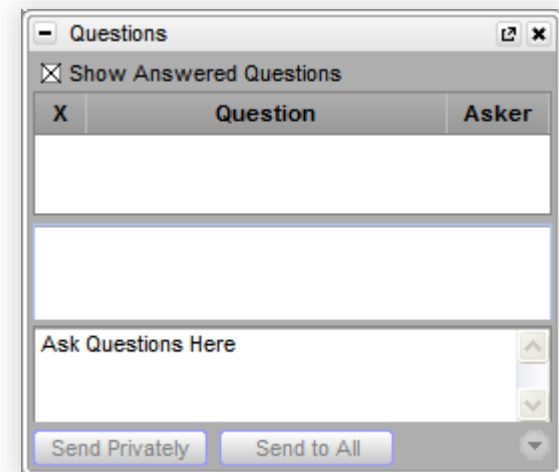 Questions
Show Answered Questions
X Question Asker
Ask Questions Here
Send Privately Send to All